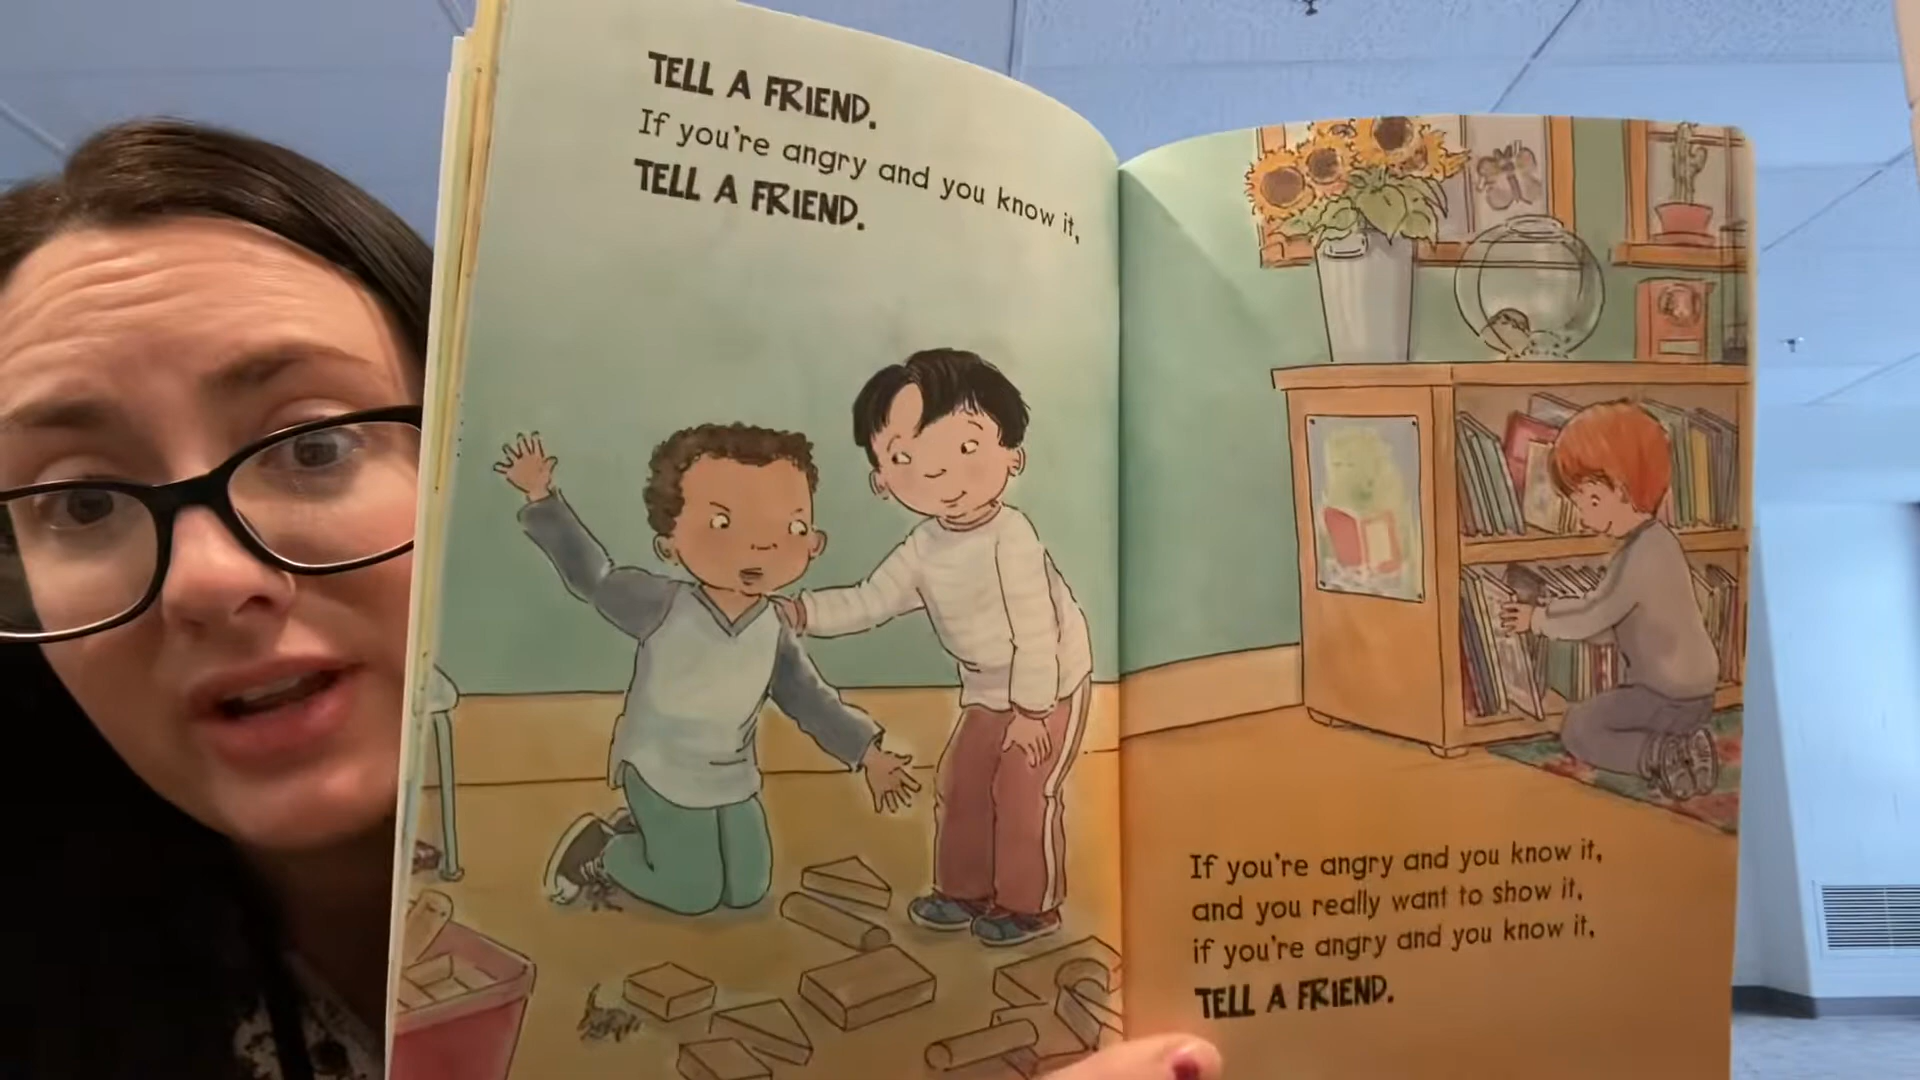 TELL A FRIEND.
If you're angry and you know it,
TELL A FRIEND.
If you're angry and you know it,
and you really want to show it,
if you're angry and you know it,
TELL A FRIEND.